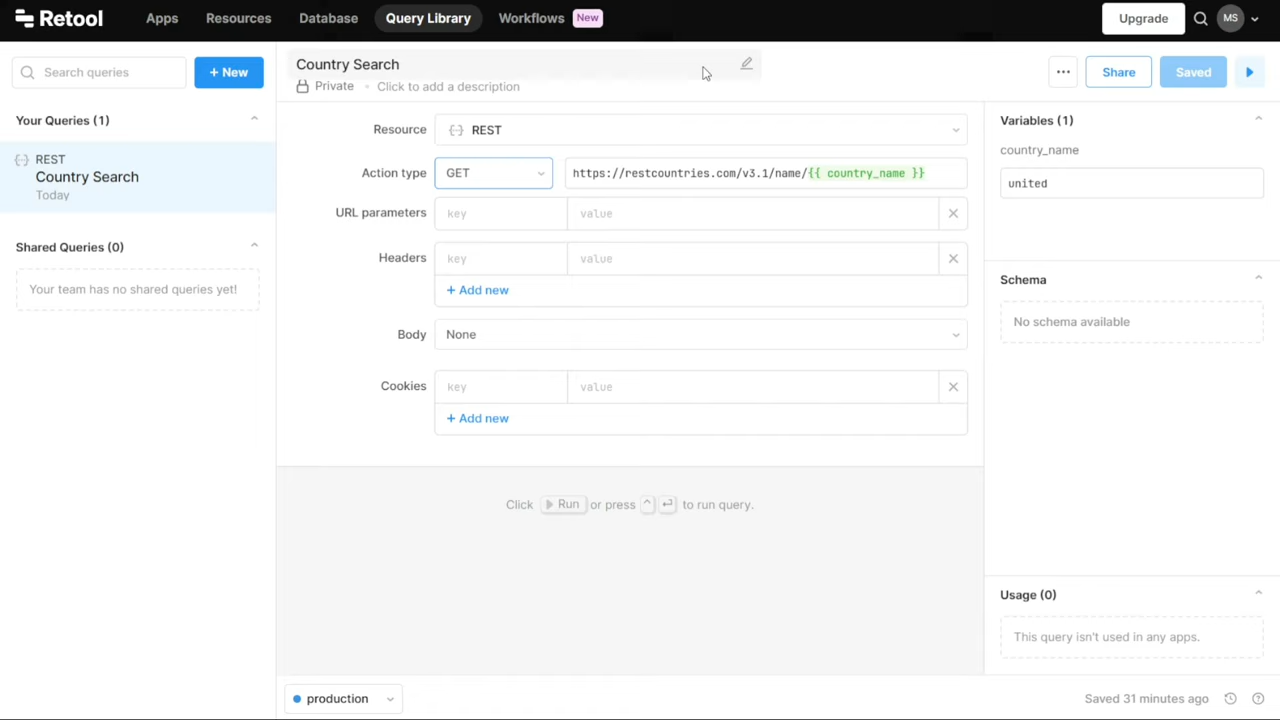 Retool Apps Resources Database Query Library Workflows New Upgrade MS
Search queries + New
Your Queries (1)
REST
Country Search
Today
Shared Queries (0)
Your team has no shared queries yet!
Country Search
Private • Click to add a description
... Share Saved
Resource REST
Action type GET https://restcountries.com/v3.1/name/{{ country_name }}
URL parameters key value
Headers key value
+ Add new
Body None
Cookies key value
+ Add new
Click Run or press ^ ↵ to run query.
Variables (1)
country_name
united
Schema
No schema available
Usage (0)
This query isn't used in any apps.
production
Saved 31 minutes ago